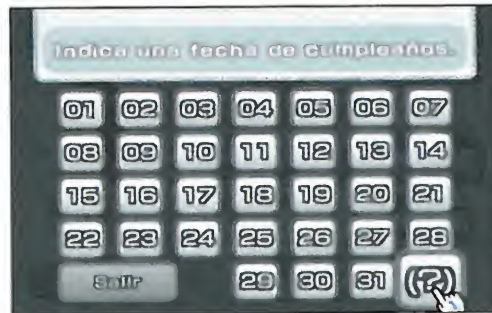 Indica una fecha de cumpleaños.
01 02 03 04 05 06 07
08 09 10 11 12 13 14
15 16 17 18 19 20 21
22 23 24 25 26 27 28
Salir 29 30 31 (?)